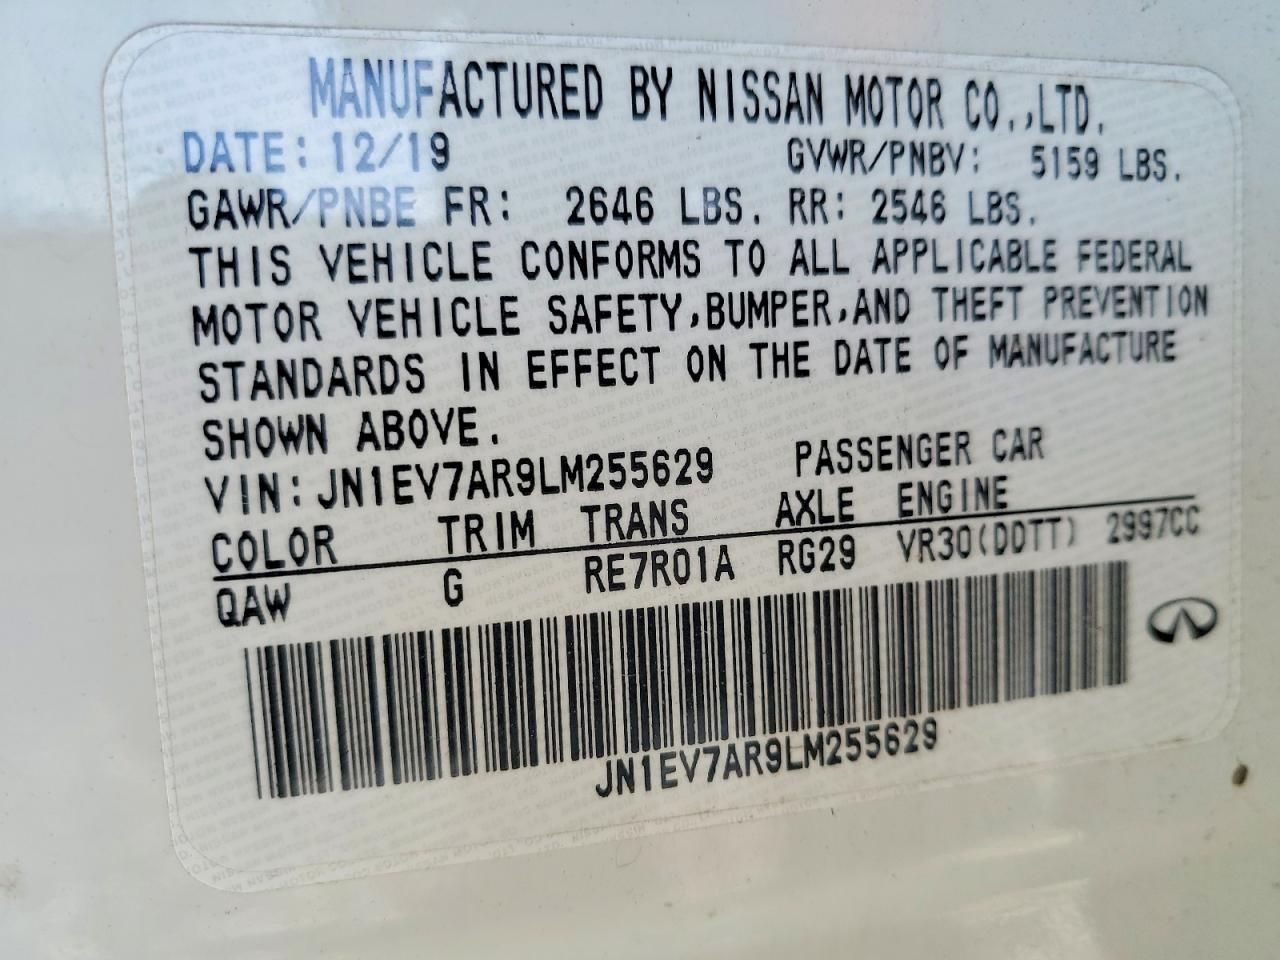 MANUFACTURED BY NISSAN MOTOR CO.,LTD.
DATE: 12/19 GVWR/PNBV: 5159 LBS.
GAWR/PNBE FR: 2646 LBS. RR: 2546 LBS.
THIS VEHICLE CONFORMS TO ALL APPLICABLE FEDERAL
MOTOR VEHICLE SAFETY,BUMPER,AND THEFT PREVENTION
STANDARDS IN EFFECT ON THE DATE OF MANUFACTURE
SHOWN ABOVE.
VIN: JN1EV7AR9LM255629 PASSENGER CAR
COLOR TRIM TRANS AXLE ENGINE
QAW G RE7R01A RG29 VR30(DDTT) 2997CC
JN1EV7AR9LM255629